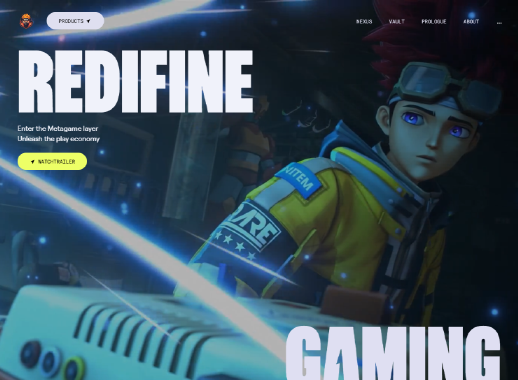 PRODUCTS
NEXUS
VAULT
PROLOGUE
ABOUT
...
REDIFINE
Enter the Metagame layer
Unleash the play economy
WATCH TRAILER
NITEM
GAMING